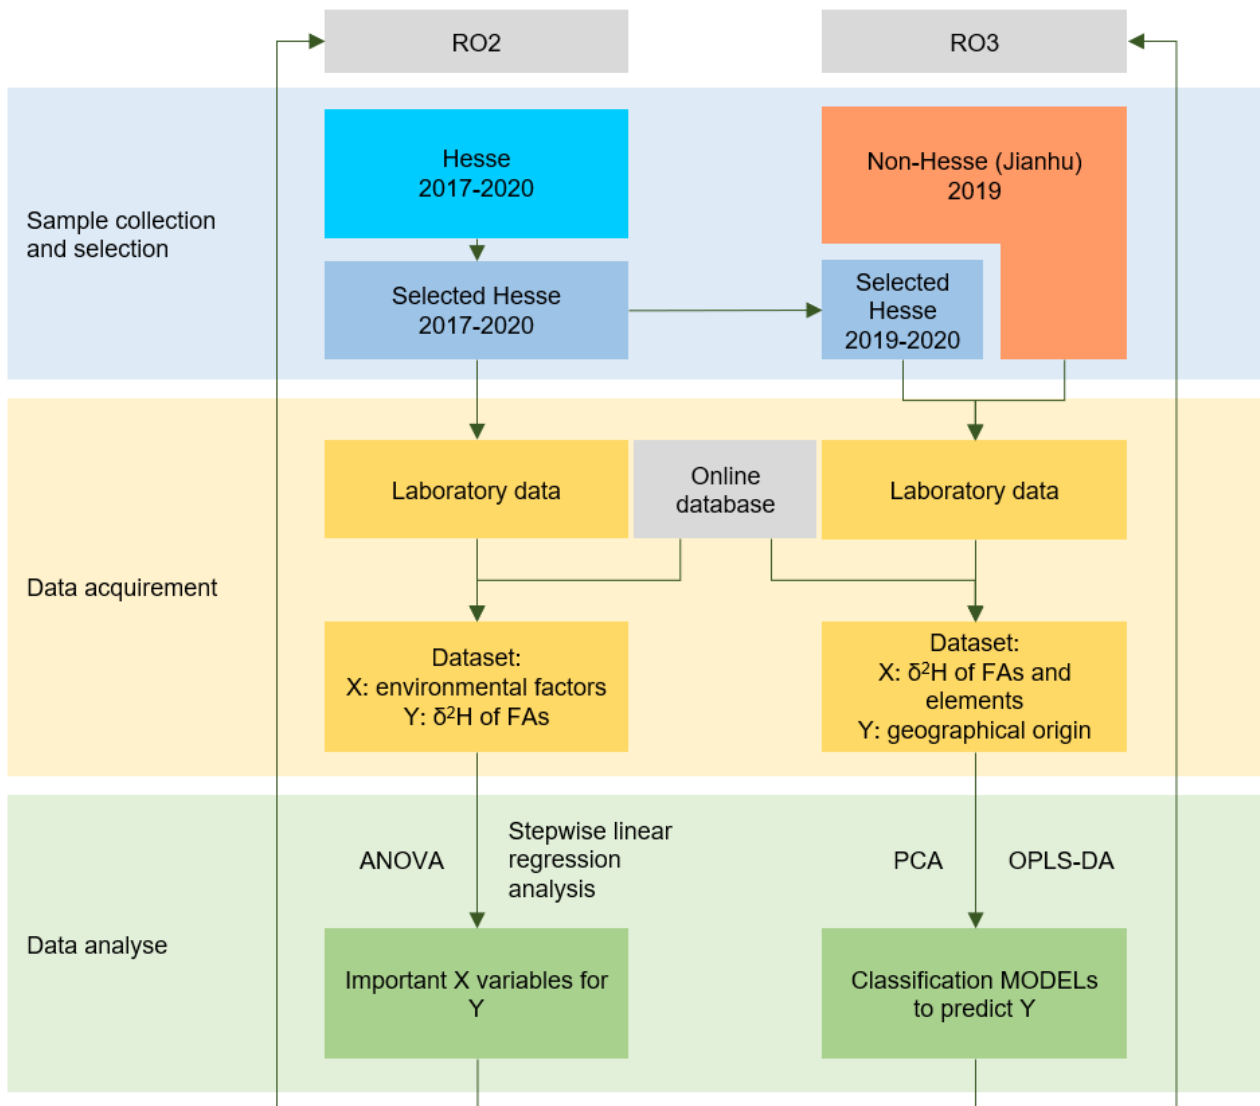 RO2
RO3
Sample collection
and selection
Hesse
2017-2020
Non-Hesse (Jianhu)
2019
Selected Hesse
2017-2020
Selected
Hesse
2019-2020
Data acquirement
Laboratory data
Online
database
Laboratory data
Dataset:
X: environmental factors
Y: δ²H of FAs
Dataset:
X: δ²H of FAs and
elements
Y: geographical origin
Data analyse
ANOVA
Stepwise linear
regression
analysis
PCA
OPLS-DA
Important X variables for
Y
Classification MODELs
to predict Y